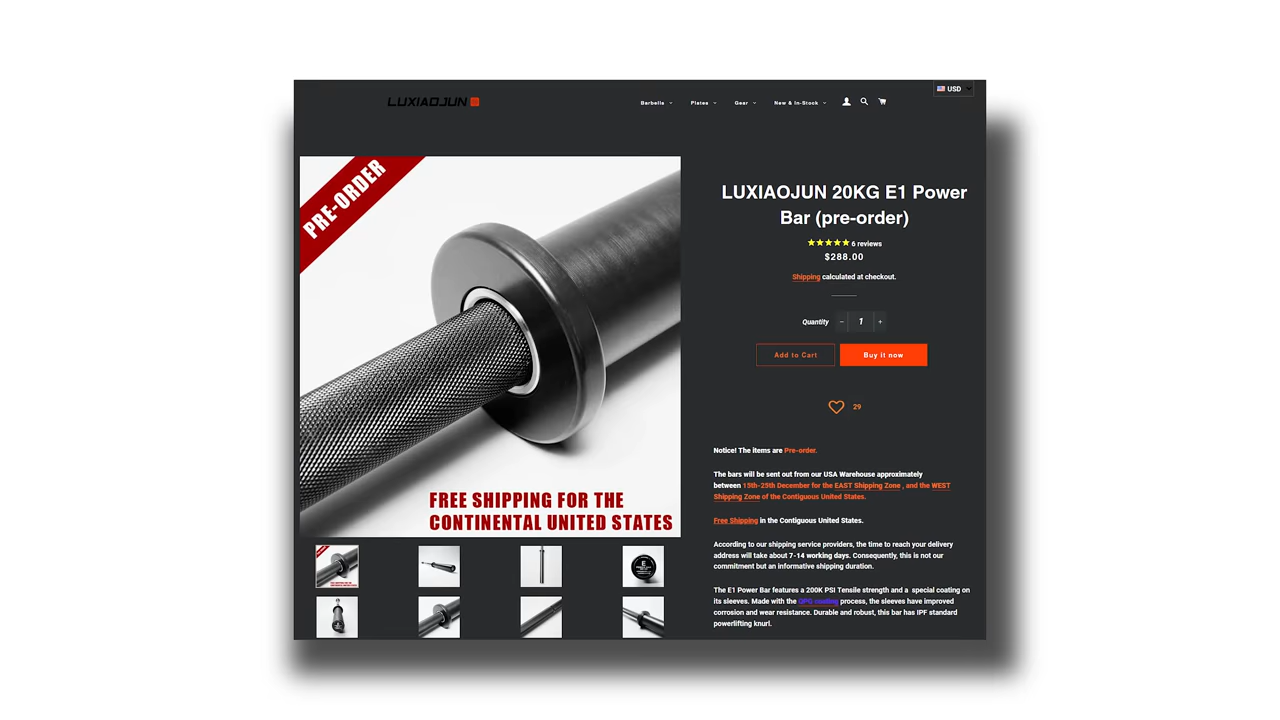 USD
LUXIAOJUN
Barbells
Plates
Gear
New & In-Stock
PRE-ORDER
FREE SHIPPING FOR THE
CONTINENTAL UNITED STATES
LUXIAOJUN 20KG E1 Power
Bar (pre-order)
6 reviews
$288.00
Shipping calculated at checkout.
Quantity − 1 +
Add to Cart
Buy it now
29
Notice! The items are Pre-order.
The bars will be sent out from our USA Warehouse approximately
between 15th-25th December for the EAST Shipping Zone , and the WEST
Shipping Zone of the Contiguous United States.
Free Shipping in the Contiguous United States.
According to our shipping service providers, the time to reach your delivery
address will take about 7-14 working days. Consequently, this is not our
commitment but an informative shipping duration.
The E1 Power Bar features a 200K PSI Tensile strength and a special coating on
its sleeves. Made with the QPQ coating process, the sleeves have improved
corrosion and wear resistance. Durable and robust, this bar has IPF standard
powerlifting knurl.